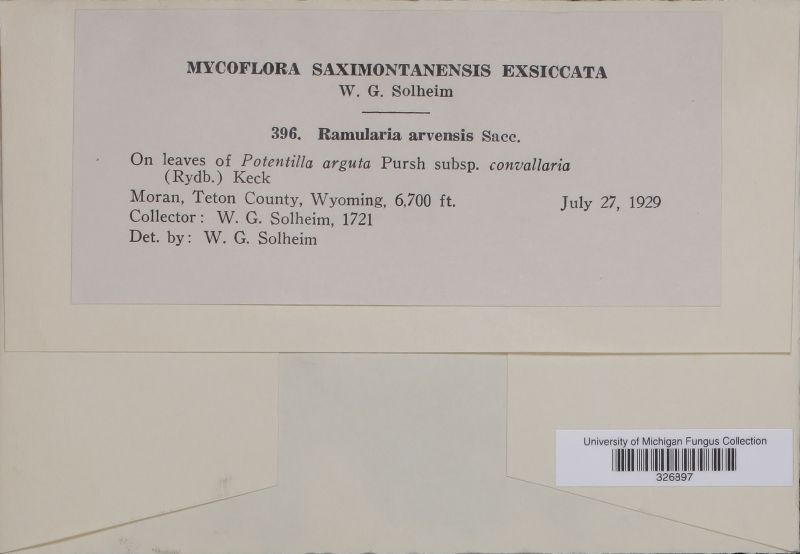 MYCOFLORA SAXIMONTANENSIS EXSICCATA
W. G. Solheim
396. Ramularia arvensis Sacc.
On leaves of Potentilla arguta Pursh subsp. convallaria
(Rydb.) Keck
Moran, Teton County, Wyoming, 6,700 ft. July 27, 1929
Collector: W. G. Solheim, 1721
Det. by: W. G. Solheim
University of Michigan Fungus Collection
326897